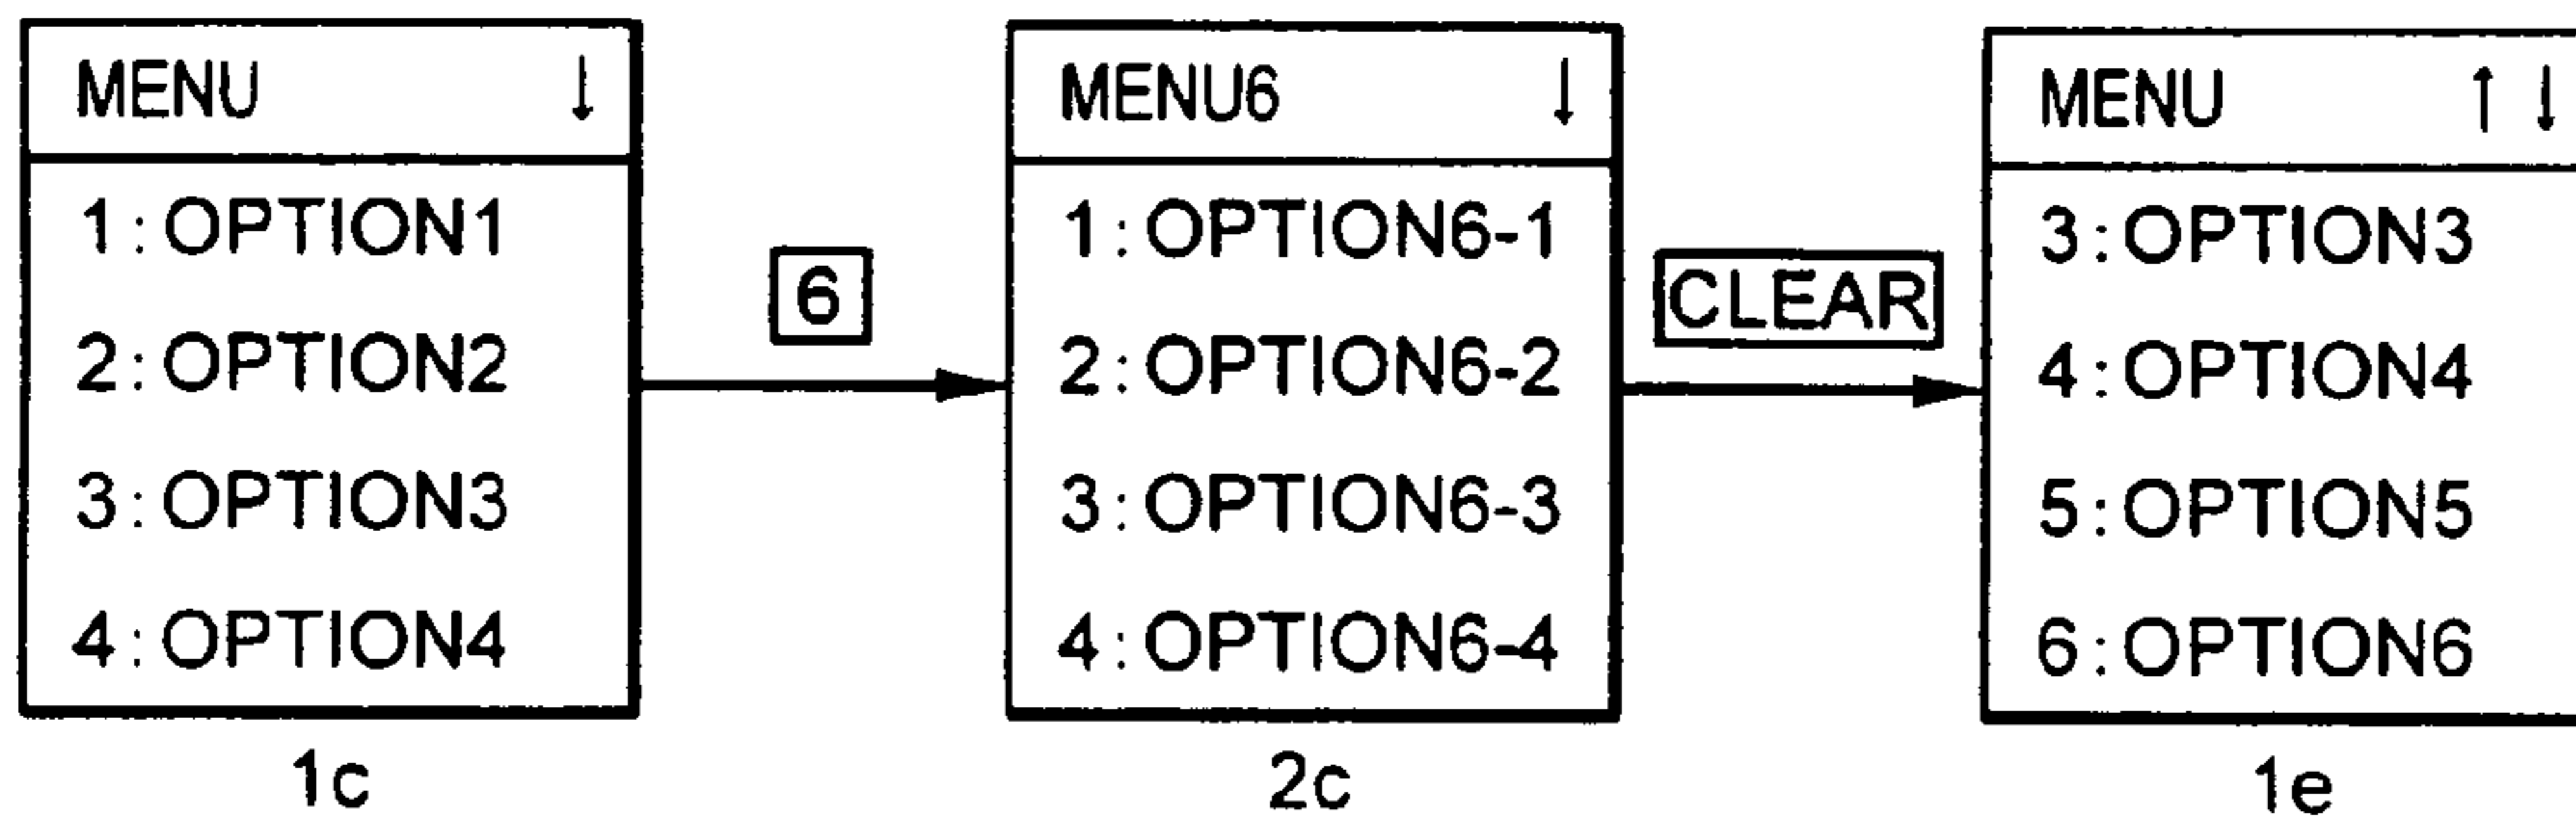 MENU ↓
1:OPTION1
2:OPTION2
3:OPTION3
4:OPTION4
1c
6
MENU6 ↓
1:OPTION6-1
2:OPTION6-2
3:OPTION6-3
4:OPTION6-4
2c
CLEAR
MENU ↑ ↓
3:OPTION3
4:OPTION4
5:OPTION5
6:OPTION6
1e